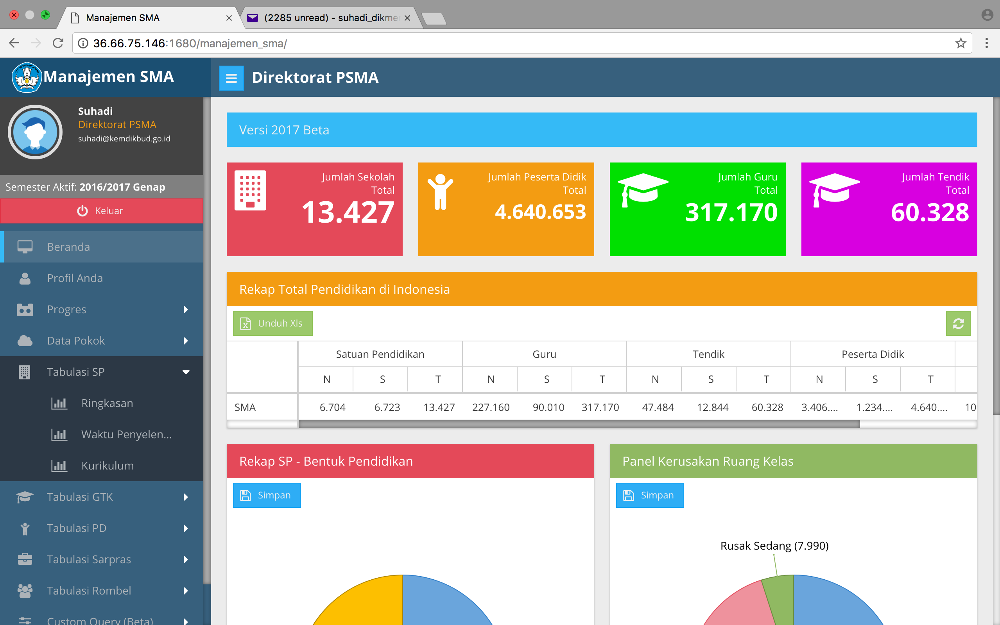 Manajemen SMA
(2285 unread) - suhadi_dikme
36.66.75.146:1680/manajemen_sma/
Manajemen SMA
Direktorat PSMA
Suhadi
Direktorat PSMA
suhadi@kemdikbud.go.id
Semester Aktif: 2016/2017 Genap
Keluar
Beranda
Profil Anda
Progres
Data Pokok
Tabulasi SP
Ringkasan
Waktu Penyelen...
Kurikulum
Tabulasi GTK
Tabulasi PD
Tabulasi Sarpras
Tabulasi Rombel
Custom Query (Beta)
Versi 2017 Beta
Jumlah Sekolah
Total
13.427
Jumlah Peserta Didik
Total
4.640.653
Jumlah Guru
Total
317.170
Jumlah Tendik
Total
60.328
Rekap Total Pendidikan di Indonesia
Unduh Xls
Satuan Pendidikan Guru Tendik Peserta Didik
N S T N S T N S T N S T
SMA 6.704 6.723 13.427 227.160 90.010 317.170 47.484 12.844 60.328 3.406.... 1.234.... 4.640.... 10
Rekap SP - Bentuk Pendidikan
Simpan
Panel Kerusakan Ruang Kelas
Simpan
Rusak Sedang (7.990)